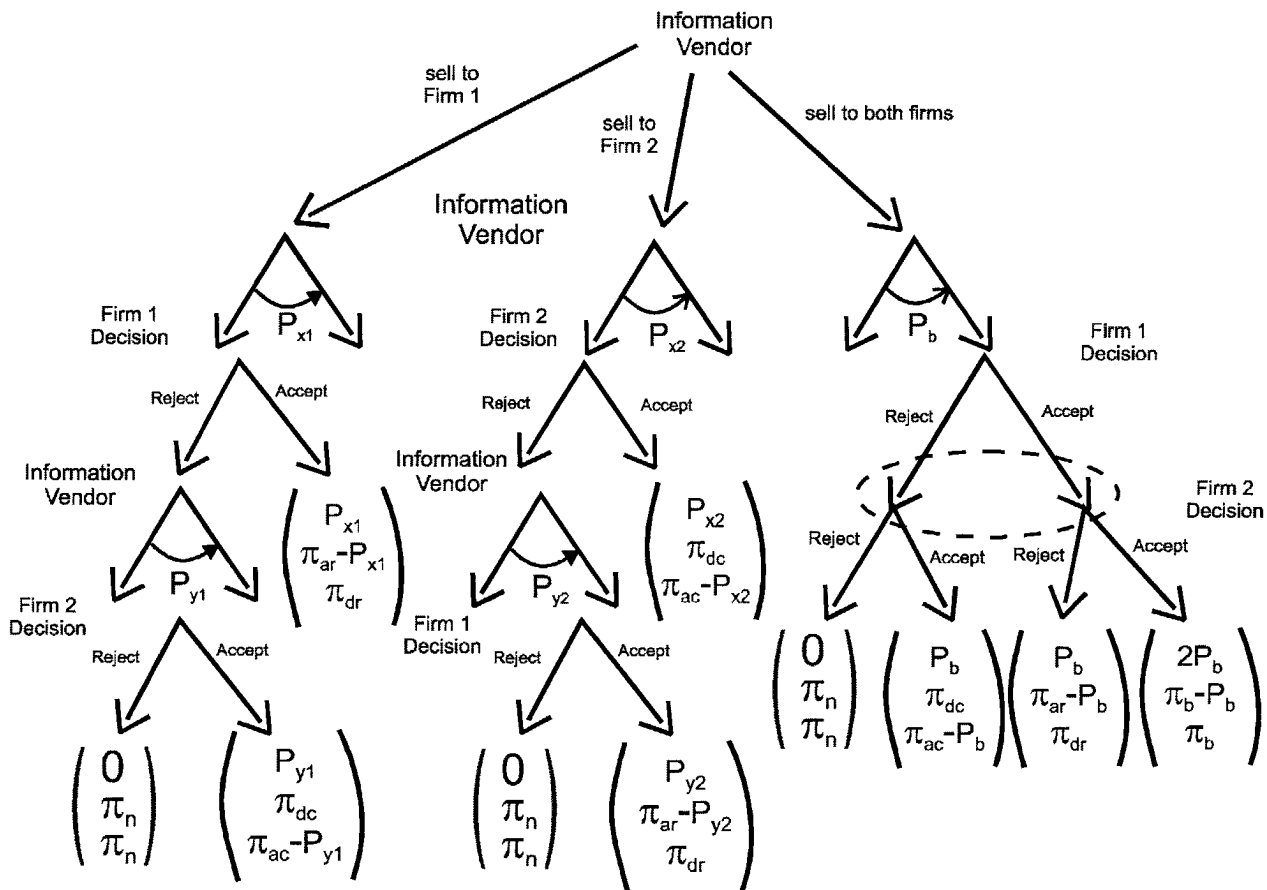 Information
Vendor
sell to
Firm 1
sell to
Firm 2
sell to both firms
Information
Vendor
Firm 1
Decision
P_x1
Firm 2
Decision
P_x2
P_b
Firm 1
Decision
Reject
Accept
Reject
Accept
Reject
Accept
Information
Vendor
P_x1
π_ar-P_x1
π_dr
Information
Vendor
P_x2
π_dc
π_ac-P_x2
Firm 2
Decision
P_y1
P_y2
Reject
Accept
Reject
Accept
Firm 2
Decision
Firm 1
Decision
Reject
Accept
Reject
Accept
0
π_n
π_n
P_b
π_dc
π_ac-P_b
P_b
π_ar-P_b
π_dr
2P_b
π_b-P_b
π_b
0
π_n
π_n
P_y1
π_dc
π_ac-P_y1
0
π_n
π_n
P_y2
π_ar-P_y2
π_dr